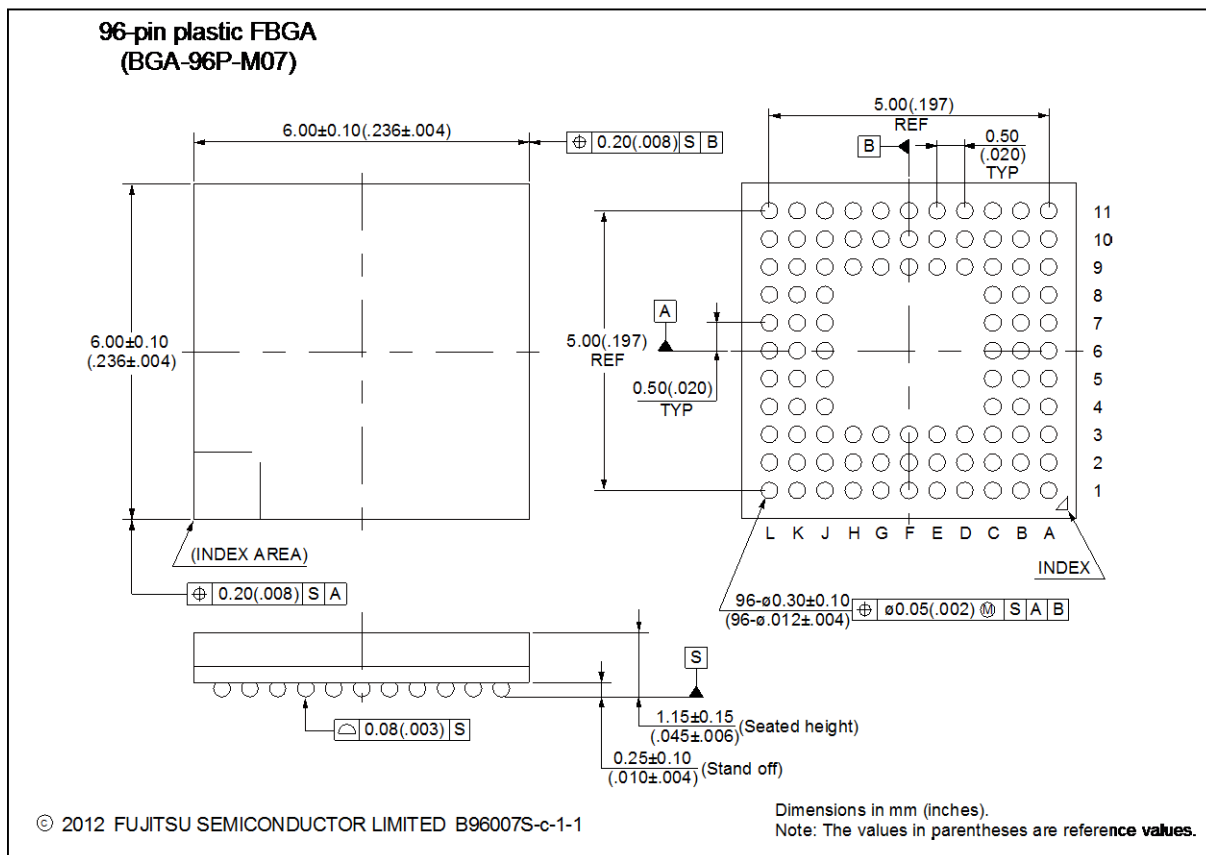 96-pin plastic FBGA
(BGA-96P-M07)
6.00±0.10(.236±.004)
⌖ 0.20(.008) S B
6.00±0.10
(.236±.004)
(INDEX AREA)
⌖ 0.20(.008) S A
5.00(.197)
REF
B
0.50
(.020)
TYP
11
10
9
8
7
6
5
4
3
2
1
A
5.00(.197)
REF
0.50(.020)
TYP
L K J H G F E D C B A
INDEX
96-ø0.30±0.10
(96-ø.012±.004)
⌖ ø0.05(.002) Ⓜ S A B
S
⌓ 0.08(.003) S
1.15±0.15
(.045±.006)
(Seated height)
0.25±0.10
(.010±.004)
(Stand off)
© 2012 FUJITSU SEMICONDUCTOR LIMITED B96007S-c-1-1
Dimensions in mm (inches).
Note: The values in parentheses are reference values.